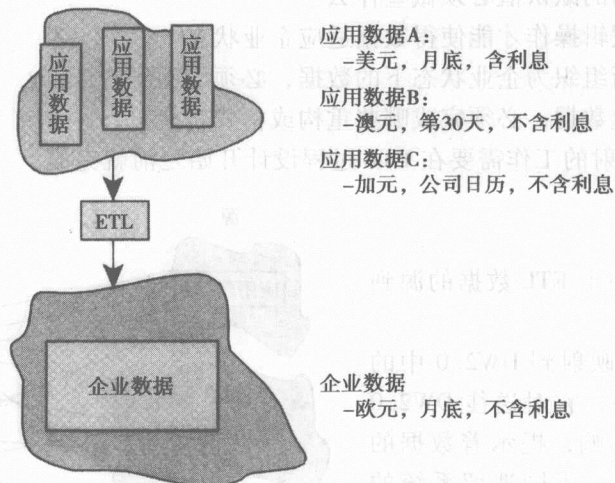 应用数据
应用数据
应用数据
应用数据A:
–美元，月底，含利息
应用数据B:
–澳元，第30天，不含利息
应用数据C:
–加元，公司日历，不含利息
ETL
企业数据
企业数据
–欧元，月底，不含利息